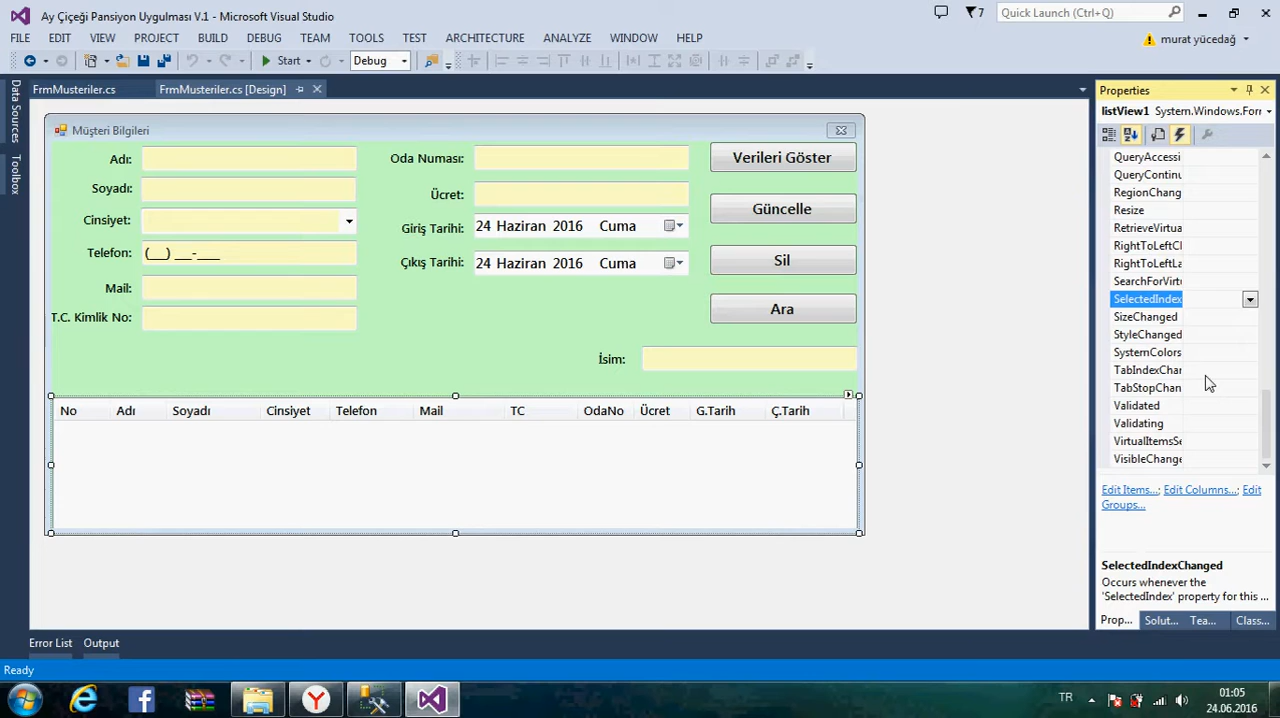 Ay Çiçeği Pansiyon Uygulması V.1 - Microsoft Visual Studio
7
Quick Launch (Ctrl+Q)
FILE EDIT VIEW PROJECT BUILD DEBUG TEAM TOOLS TEST ARCHITECTURE ANALYZE WINDOW HELP
murat yücedağ
Start
Debug
Data Sources
Toolbox
FrmMusteriler.cs
FrmMusteriler.cs [Design]
Müşteri Bilgileri
Adı:
Soyadı:
Cinsiyet:
Telefon:
(__) __-___
Mail:
T.C. Kimlik No:
Oda Numası:
Ücret:
Giriş Tarihi:
24 Haziran 2016 Cuma
Çıkış Tarihi:
24 Haziran 2016 Cuma
Verileri Göster
Güncelle
Sil
Ara
İsim:
No Adı Soyadı Cinsiyet Telefon Mail TC OdaNo Ücret G.Tarih Ç.Tarih
Properties
listView1 System.Windows.Forr
QueryAccessi
QueryContinu
RegionChang
Resize
RetrieveVirtua
RightToLeftCl
RightToLeftLa
SearchForVirtu
SelectedIndex
SizeChanged
StyleChanged
SystemColors
TabIndexChar
TabStopChan
Validated
Validating
VirtualItemsSe
VisibleChange
Edit Items... Edit Columns... Edit
Groups...
SelectedIndexChanged
Occurs whenever the
'SelectedIndex' property for this ...
Prop... Solut... Tea... Class...
Error List Output
Ready
TR
01:05
24.06.2016